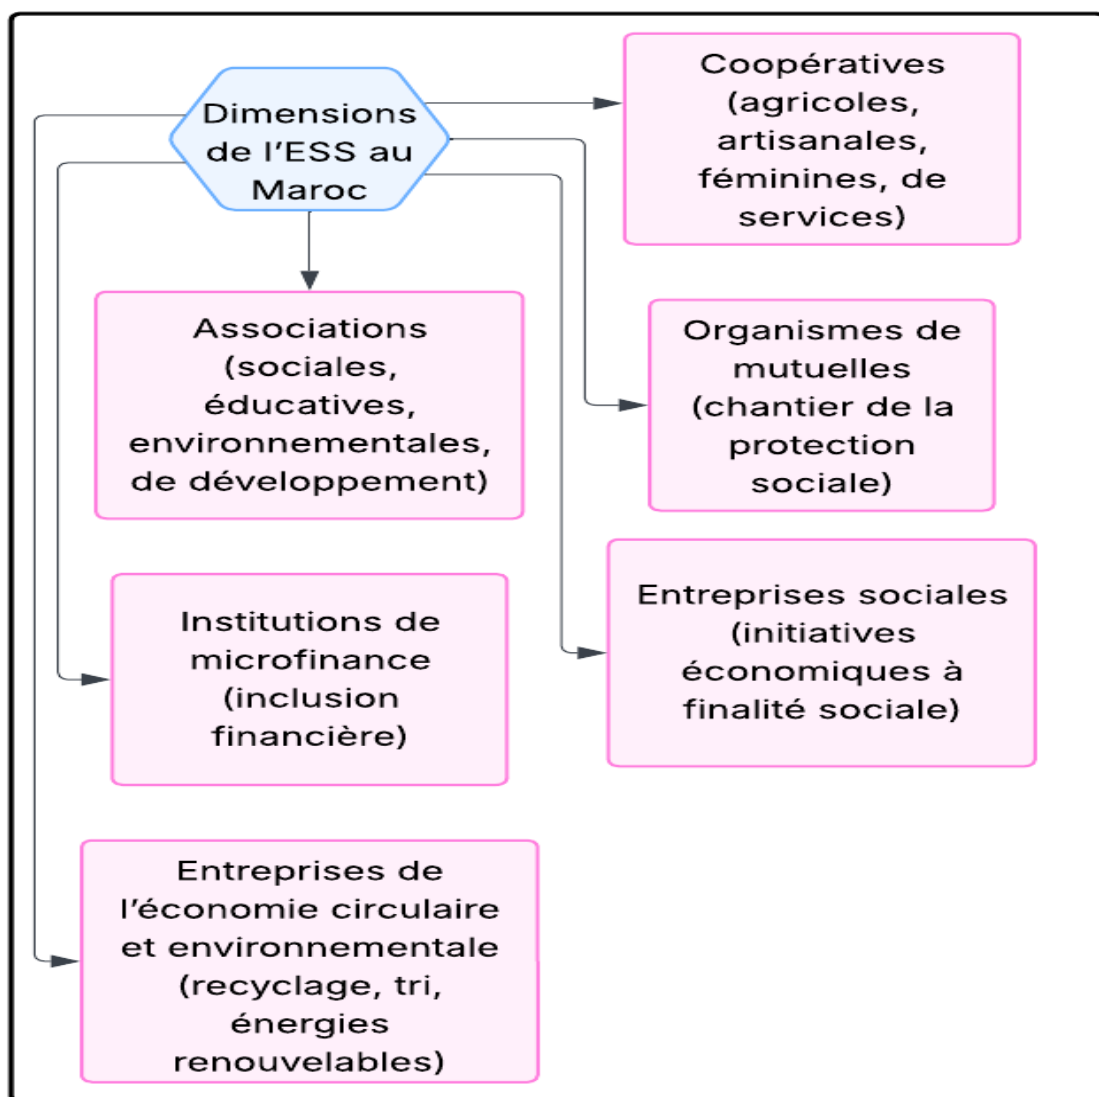 Dimensions
de l'ESS au
Maroc
Coopératives
(agricoles,
artisanales,
féminines, de
services)
Associations
(sociales,
éducatives,
environnementales,
de développement)
Organismes de
mutuelles
(chantier de la
protection
sociale)
Institutions de
microfinance
(inclusion
financière)
Entreprises sociales
(initiatives
économiques à
finalité sociale)
Entreprises de
l'économie circulaire
et environnementale
(recyclage, tri,
énergies
renouvelables)